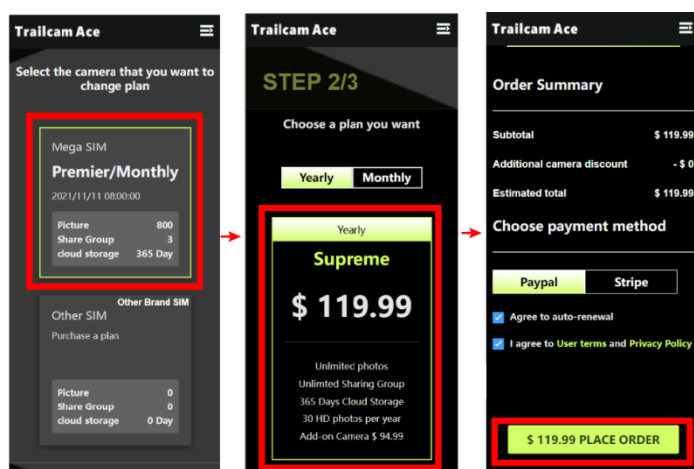 Trailcam Ace
Select the camera that you want to
change plan
Mega SIM
Premier/Monthly
2021/11/11 08:00:00
Picture 800
Share Group 3
cloud storage 365 Day
Other Brand SIM
Other SIM
Purchase a plan
Picture 0
Share Group 0
cloud storage 0 Day
Trailcam Ace
STEP 2/3
Choose a plan you want
Yearly Monthly
Yearly
Supreme
$ 119.99
Unlmited photos
Unlimted Sharing Group
365 Days Cloud Storage
30 HD photos per year
Add-on Camera $ 94.99
Trailcam Ace
Order Summary
Subtotal $ 119.99
Additional camera discount - $ 0
Estimated total $ 119.99
Choose payment method
Paypal Stripe
Agree to auto-renewal
I agree to User terms and Privacy Policy
$ 119.99 PLACE ORDER